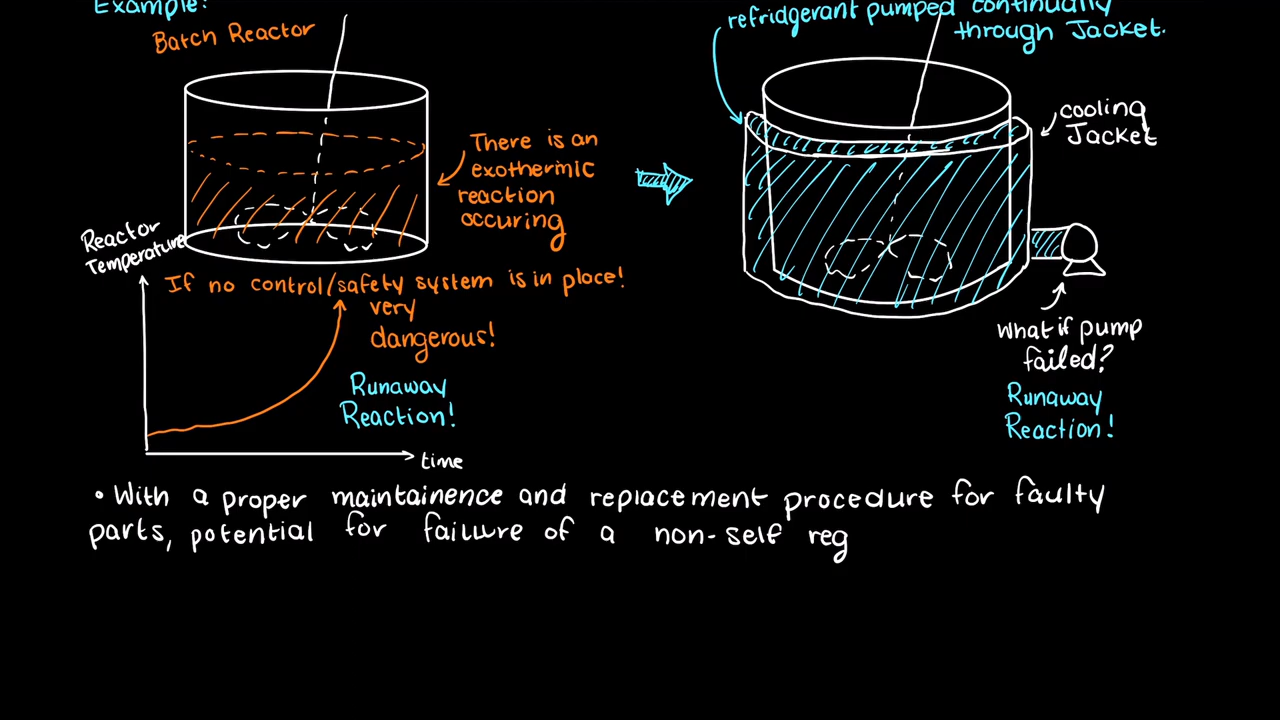 Example:
Batch Reactor
There is an
exothermic
reaction
occuring
Reactor
Temperature
If no control/safety system is in place!
very
dangerous!
Runaway
Reaction!
time
refridgerant pumped continually
through Jacket.
cooling
Jacket
What if pump
failed?
Runaway
Reaction!
• With a proper maintainence and replacement procedure for faulty
parts, potential for failure of a non-self reg